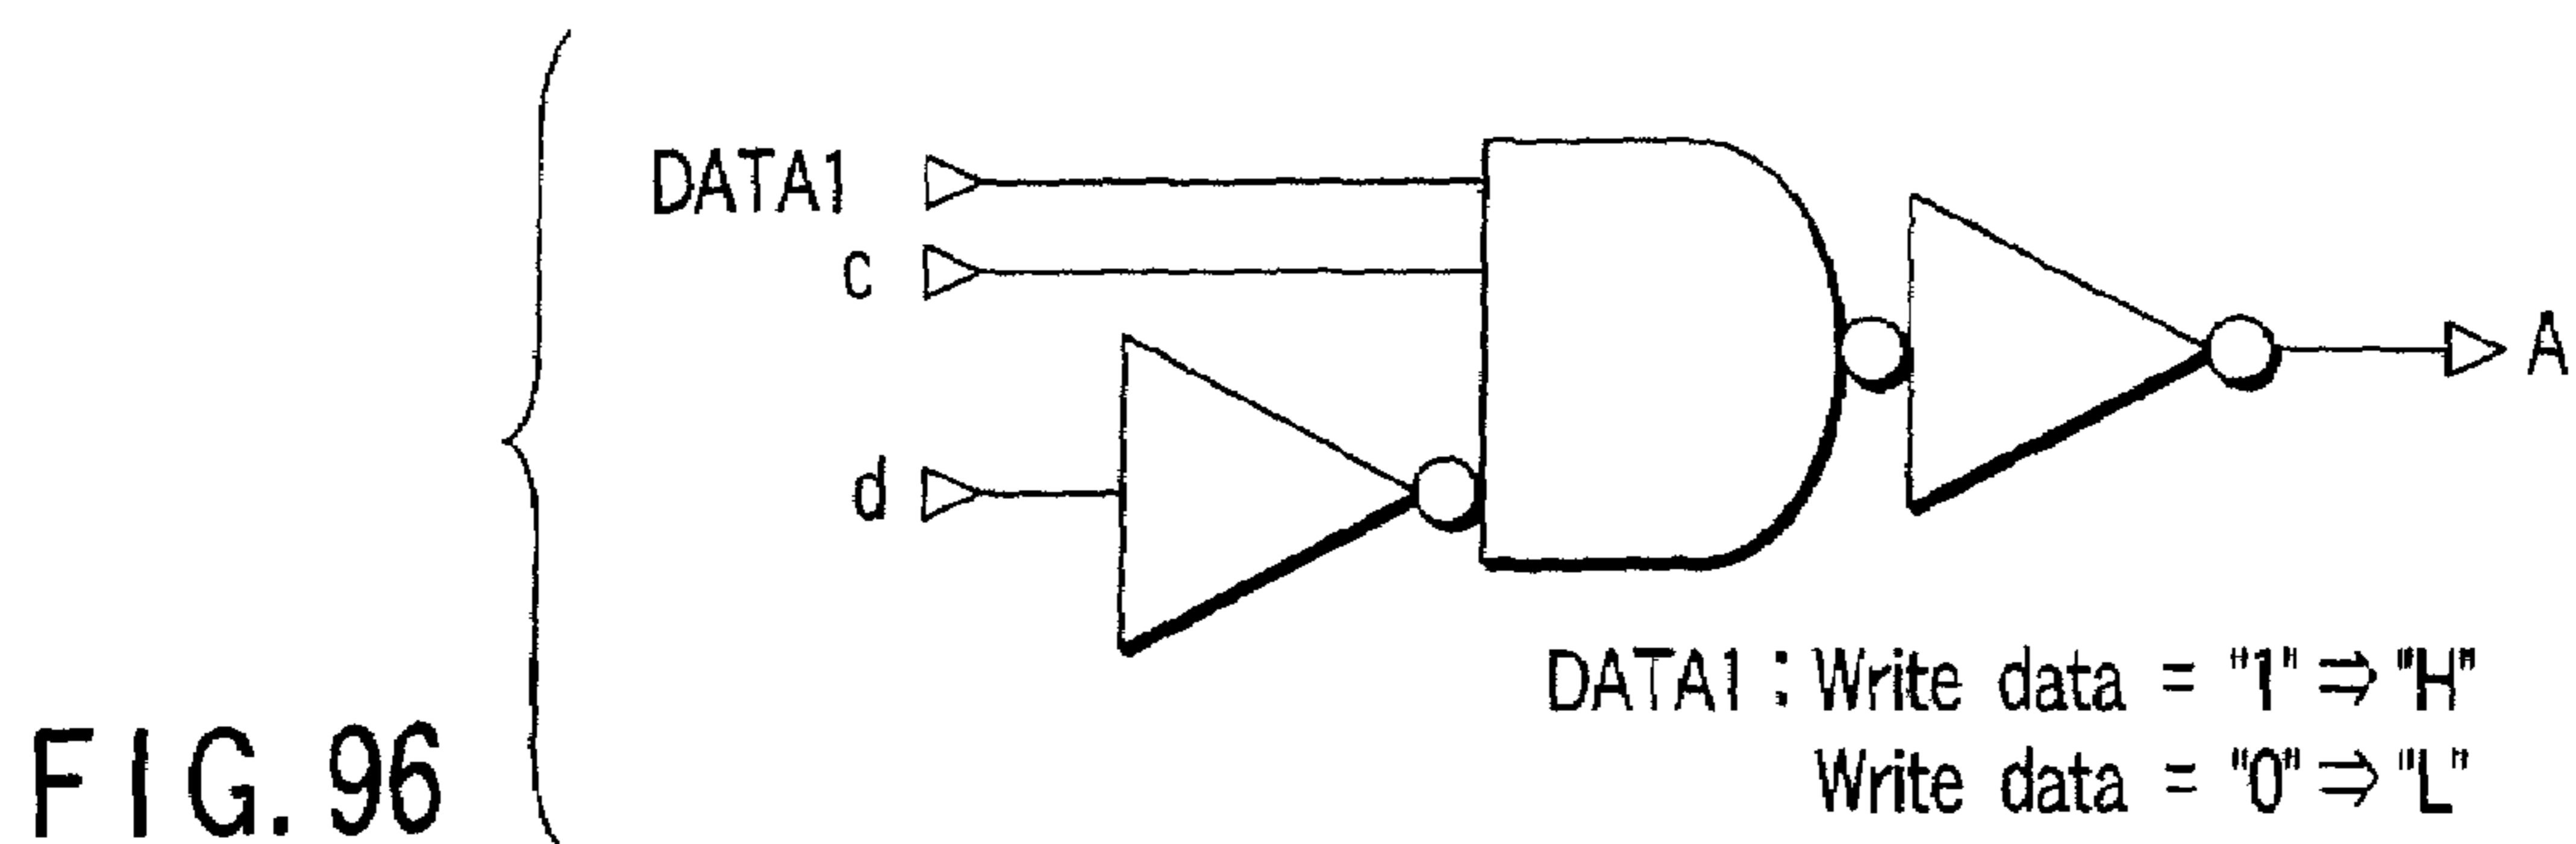 DATA1
c
d
A
DATA1 : Write data = "1" ⇒ "H"
Write data = "0" ⇒ "L"
FIG. 96